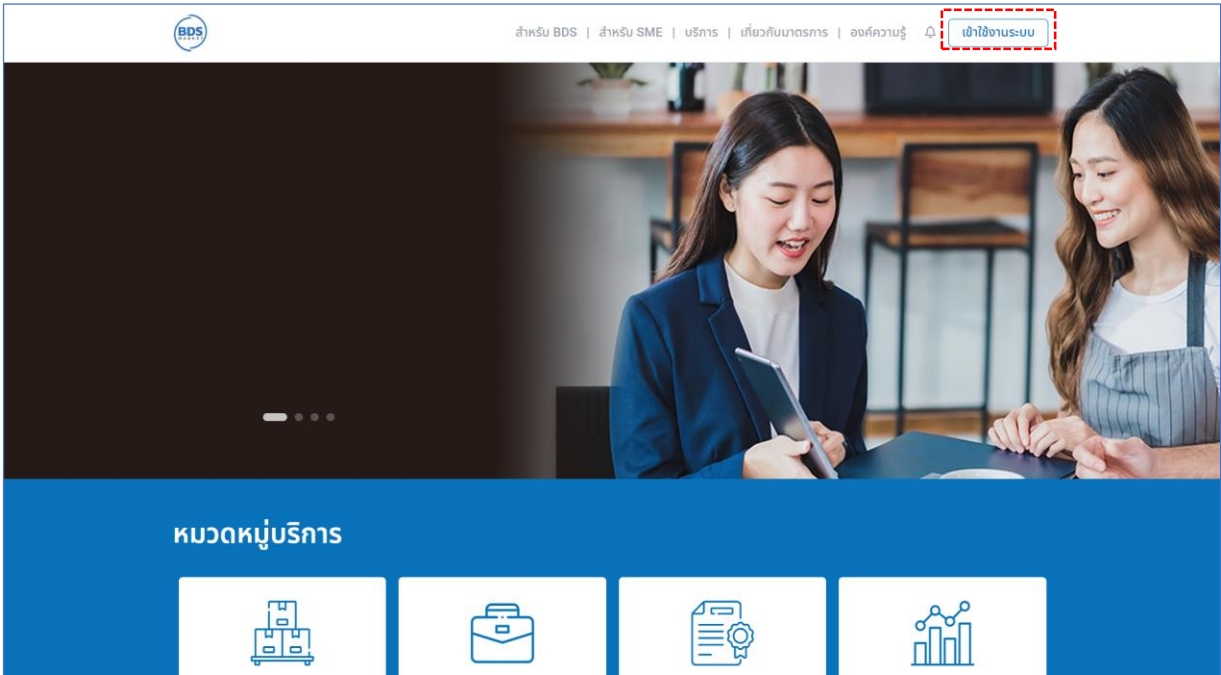 BDS
MARKET
สำหรับ BDS | สำหรับ SME | บริการ | เกี่ยวกับมาตรการ | องค์ความรู้
เข้าใช้งานระบบ
หมวดหมู่บริการ